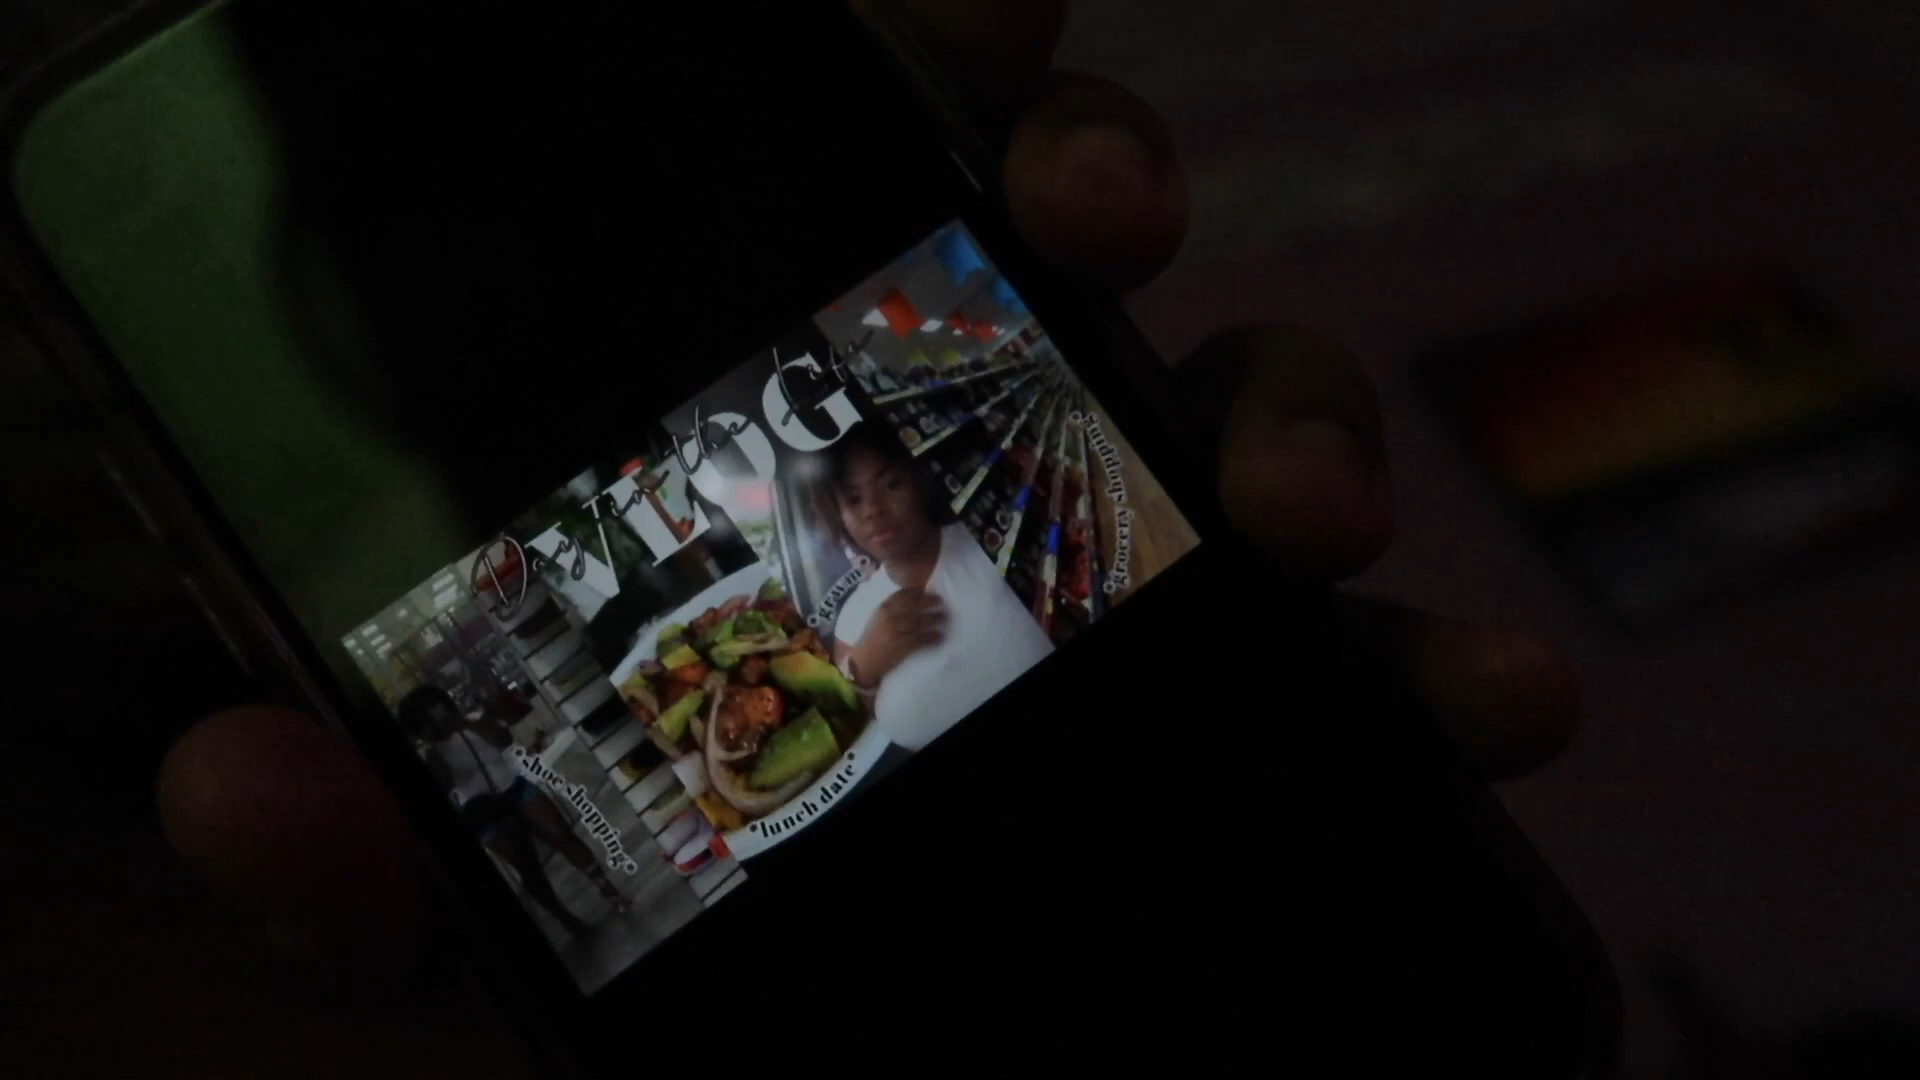 VLOG
Day in the life
*grwm*
*grocery shopping*
*shoe shopping*
*lunch date*